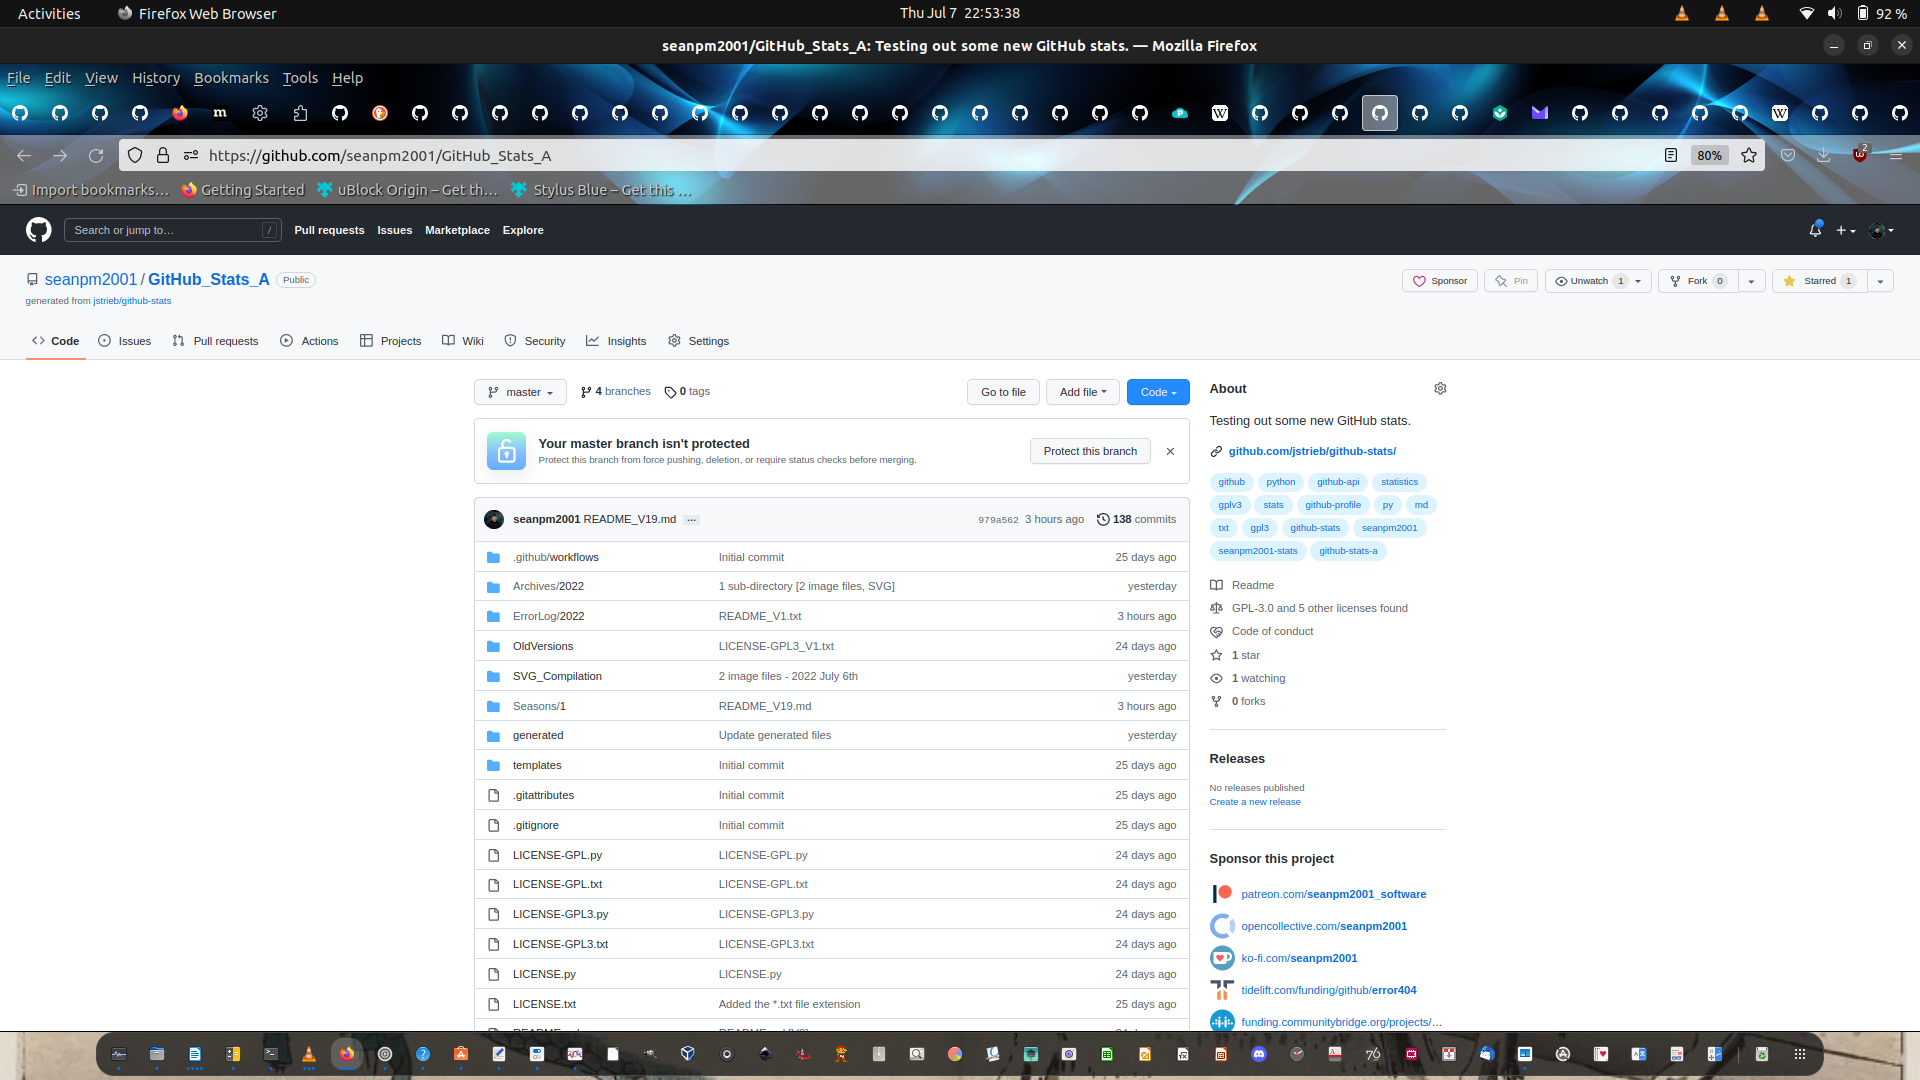 Activities Firefox Web Browser Thu Jul 7 22:53:38 92 %
seanpm2001/GitHub_Stats_A: Testing out some new GitHub stats. — Mozilla Firefox
File Edit View History Bookmarks Tools Help
https://github.com/seanpm2001/GitHub_Stats_A 80% 2
Import bookmarks… Getting Started uBlock Origin – Get th… Stylus Blue – Get this …
Search or jump to… / Pull requests Issues Marketplace Explore
seanpm2001 / GitHub_Stats_A Public Sponsor Pin Unwatch 1 Fork 0 Starred 1
generated from jstrieb/github-stats
Code Issues Pull requests Actions Projects Wiki Security Insights Settings
master 4 branches 0 tags Go to file Add file Code
Your master branch isn't protected
Protect this branch from force pushing, deletion, or require status checks before merging.
Protect this branch
seanpm2001 README_V19.md … 979a562 3 hours ago 138 commits
.github/workflows Initial commit 25 days ago
Archives/2022 1 sub-directory [2 image files, SVG] yesterday
ErrorLog/2022 README_V1.txt 3 hours ago
OldVersions LICENSE-GPL3_V1.txt 24 days ago
SVG_Compilation 2 image files - 2022 July 6th yesterday
Seasons/1 README_V19.md 3 hours ago
generated Update generated files yesterday
templates Initial commit 25 days ago
.gitattributes Initial commit 25 days ago
.gitignore Initial commit 25 days ago
LICENSE-GPL.py LICENSE-GPL.py 24 days ago
LICENSE-GPL.txt LICENSE-GPL.txt 24 days ago
LICENSE-GPL3.py LICENSE-GPL3.py 24 days ago
LICENSE-GPL3.txt LICENSE-GPL3.txt 24 days ago
LICENSE.py LICENSE.py 24 days ago
LICENSE.txt Added the *.txt file extension 25 days ago
About
Testing out some new GitHub stats.
github.com/jstrieb/github-stats/
github python github-api statistics
gplv3 stats github-profile py md
txt gpl3 github-stats seanpm2001
seanpm2001-stats github-stats-a
Readme
GPL-3.0 and 5 other licenses found
Code of conduct
1 star
1 watching
0 forks
Releases
No releases published
Create a new release
Sponsor this project
patreon.com/seanpm2001_software
opencollective.com/seanpm2001
ko-fi.com/seanpm2001
tidelift.com/funding/github/error404
funding.communitybridge.org/projects/…